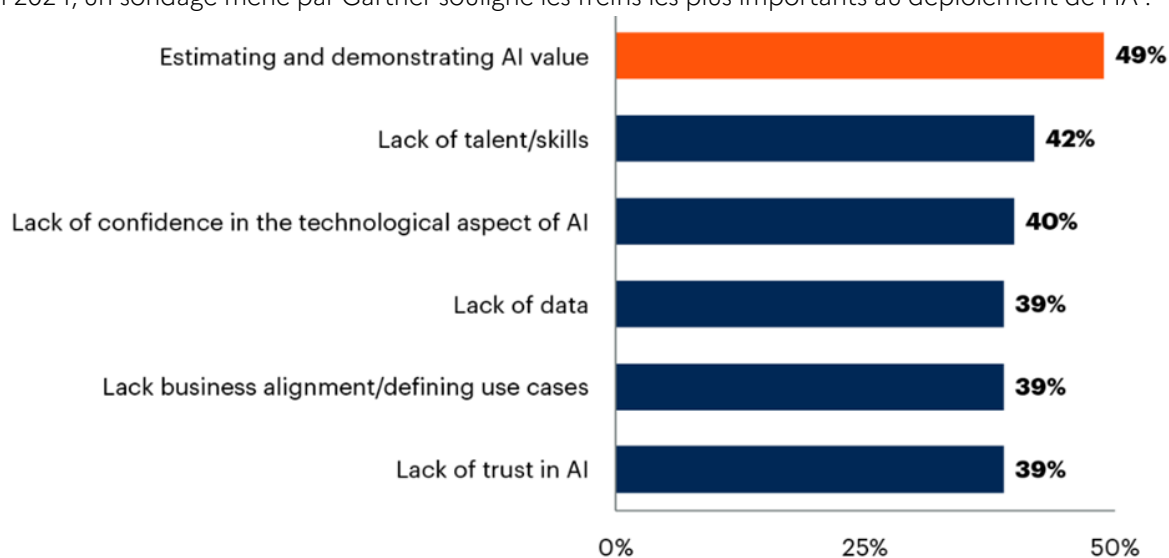 2024, un sondage mené par Gartner souligne les freins les plus importants au déploiement de l'IA :
Estimating and demonstrating AI value 49%
Lack of talent/skills 42%
Lack of confidence in the technological aspect of AI 40%
Lack of data 39%
Lack business alignment/defining use cases 39%
Lack of trust in AI 39%
0% 25% 50%